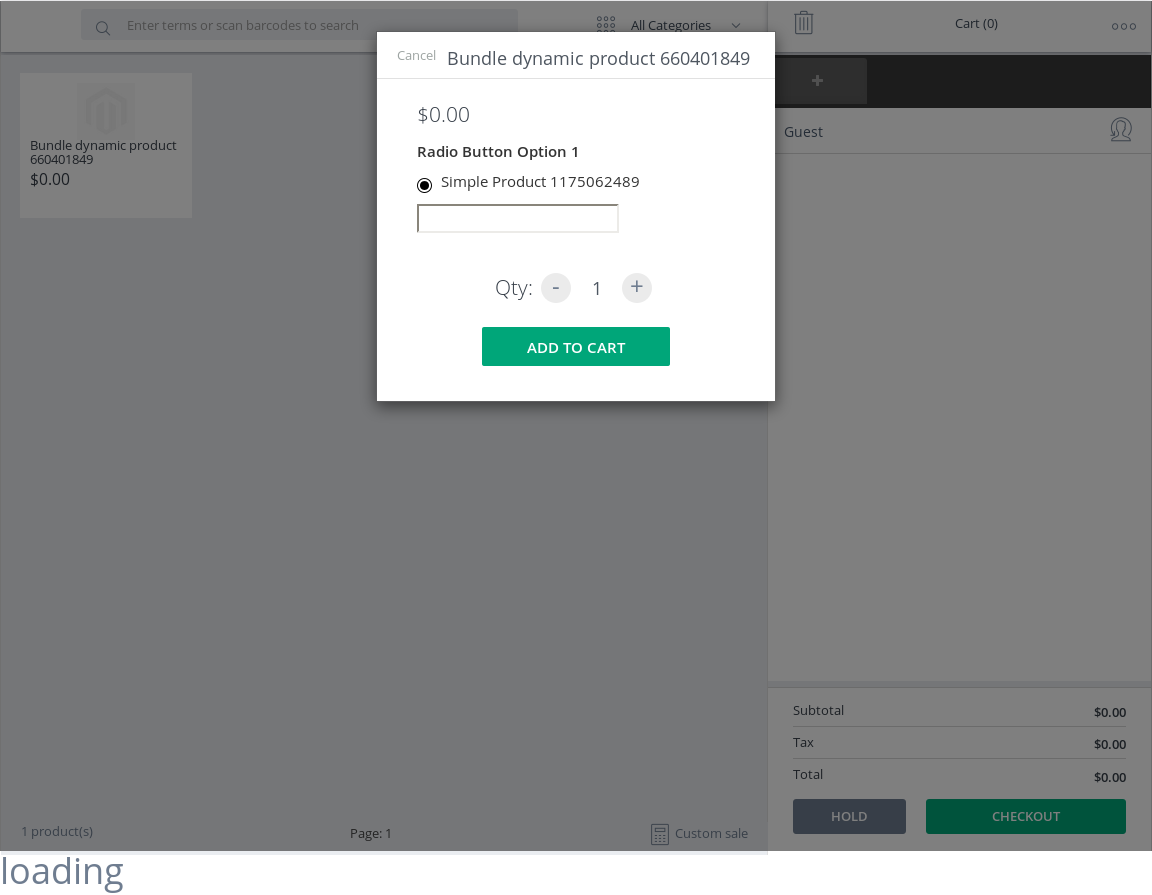 Enter terms or scan barcodes to search
All Categories
Cart (0)
Cancel
Bundle dynamic product 660401849
+
$0.00
Guest
Bundle dynamic product
660401849
$0.00
Radio Button Option 1
Simple Product 1175062489
Qty: - 1 +
ADD TO CART
Subtotal $0.00
Tax $0.00
Total $0.00
HOLD
CHECKOUT
1 product(s)
Page: 1
Custom sale
loading